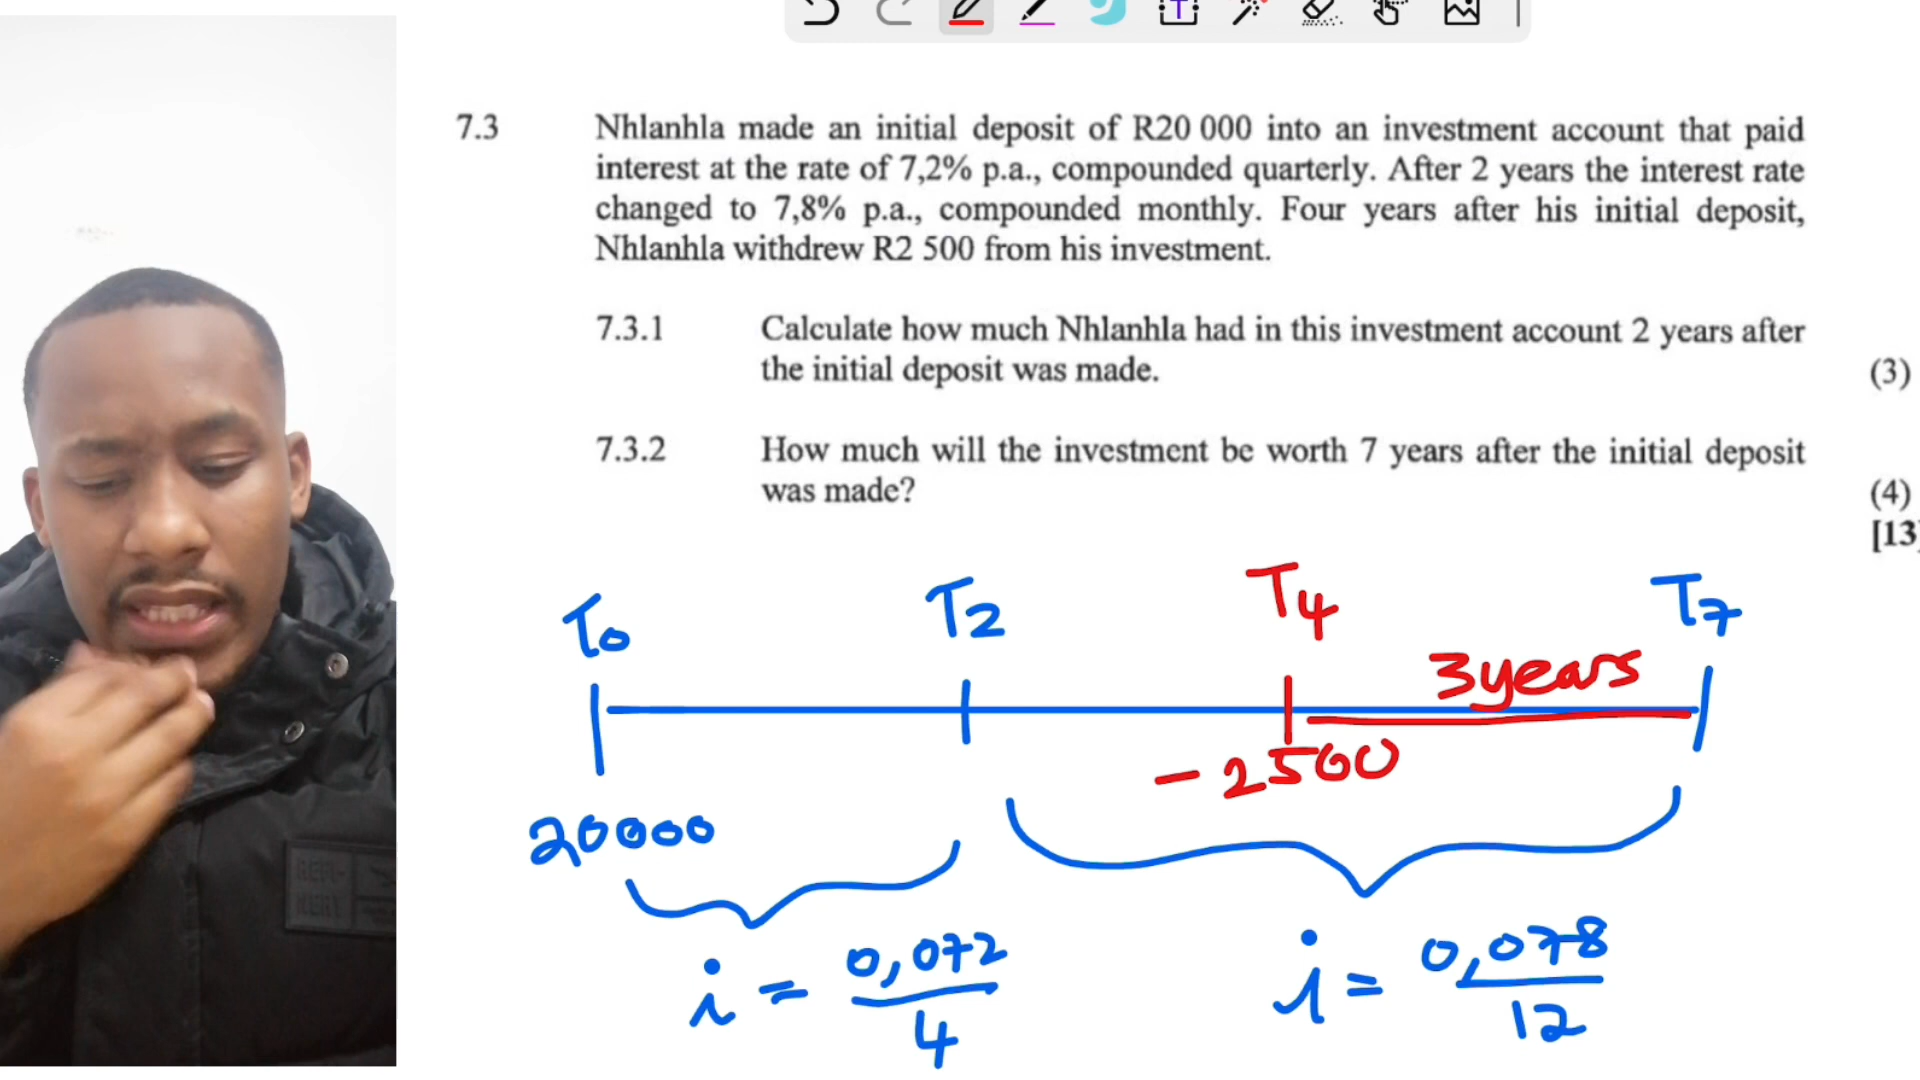 7.3 Nhlanhla made an initial deposit of R20 000 into an investment account that paid
interest at the rate of 7,2% p.a., compounded quarterly. After 2 years the interest rate
changed to 7,8% p.a., compounded monthly. Four years after his initial deposit,
Nhlanhla withdrew R2 500 from his investment.
7.3.1 Calculate how much Nhlanhla had in this investment account 2 years after
the initial deposit was made. (3)
7.3.2 How much will the investment be worth 7 years after the initial deposit
was made? (4)
[13]
T0 T2 T4 T7
3years
- 2500
20000
i = 0,072/4
i = 0,078/12